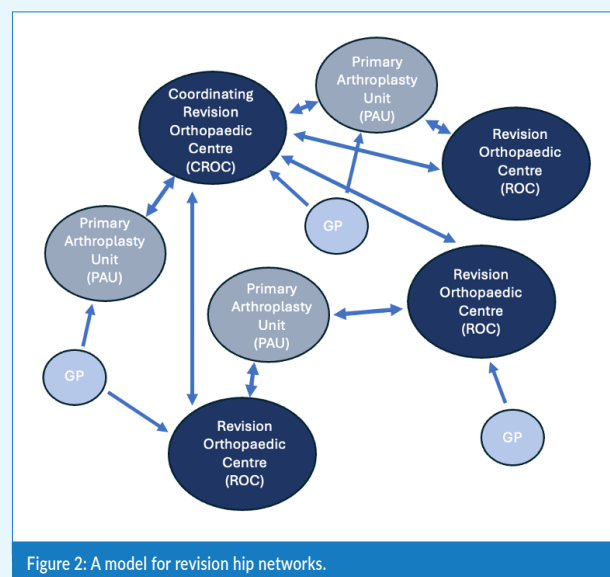 Primary
Arthroplasty
Unit
(PAU)
Coordinating
Revision
Orthopaedic
Centre
(CROC)
Revision
Orthopaedic
Centre
(ROC)
Primary
Arthroplasty
Unit
(PAU)
GP
Revision
Orthopaedic
Centre
(ROC)
Primary
Arthroplasty
Unit
(PAU)
GP
Revision
Orthopaedic
Centre
(ROC)
GP
Figure 2: A model for revision hip networks.